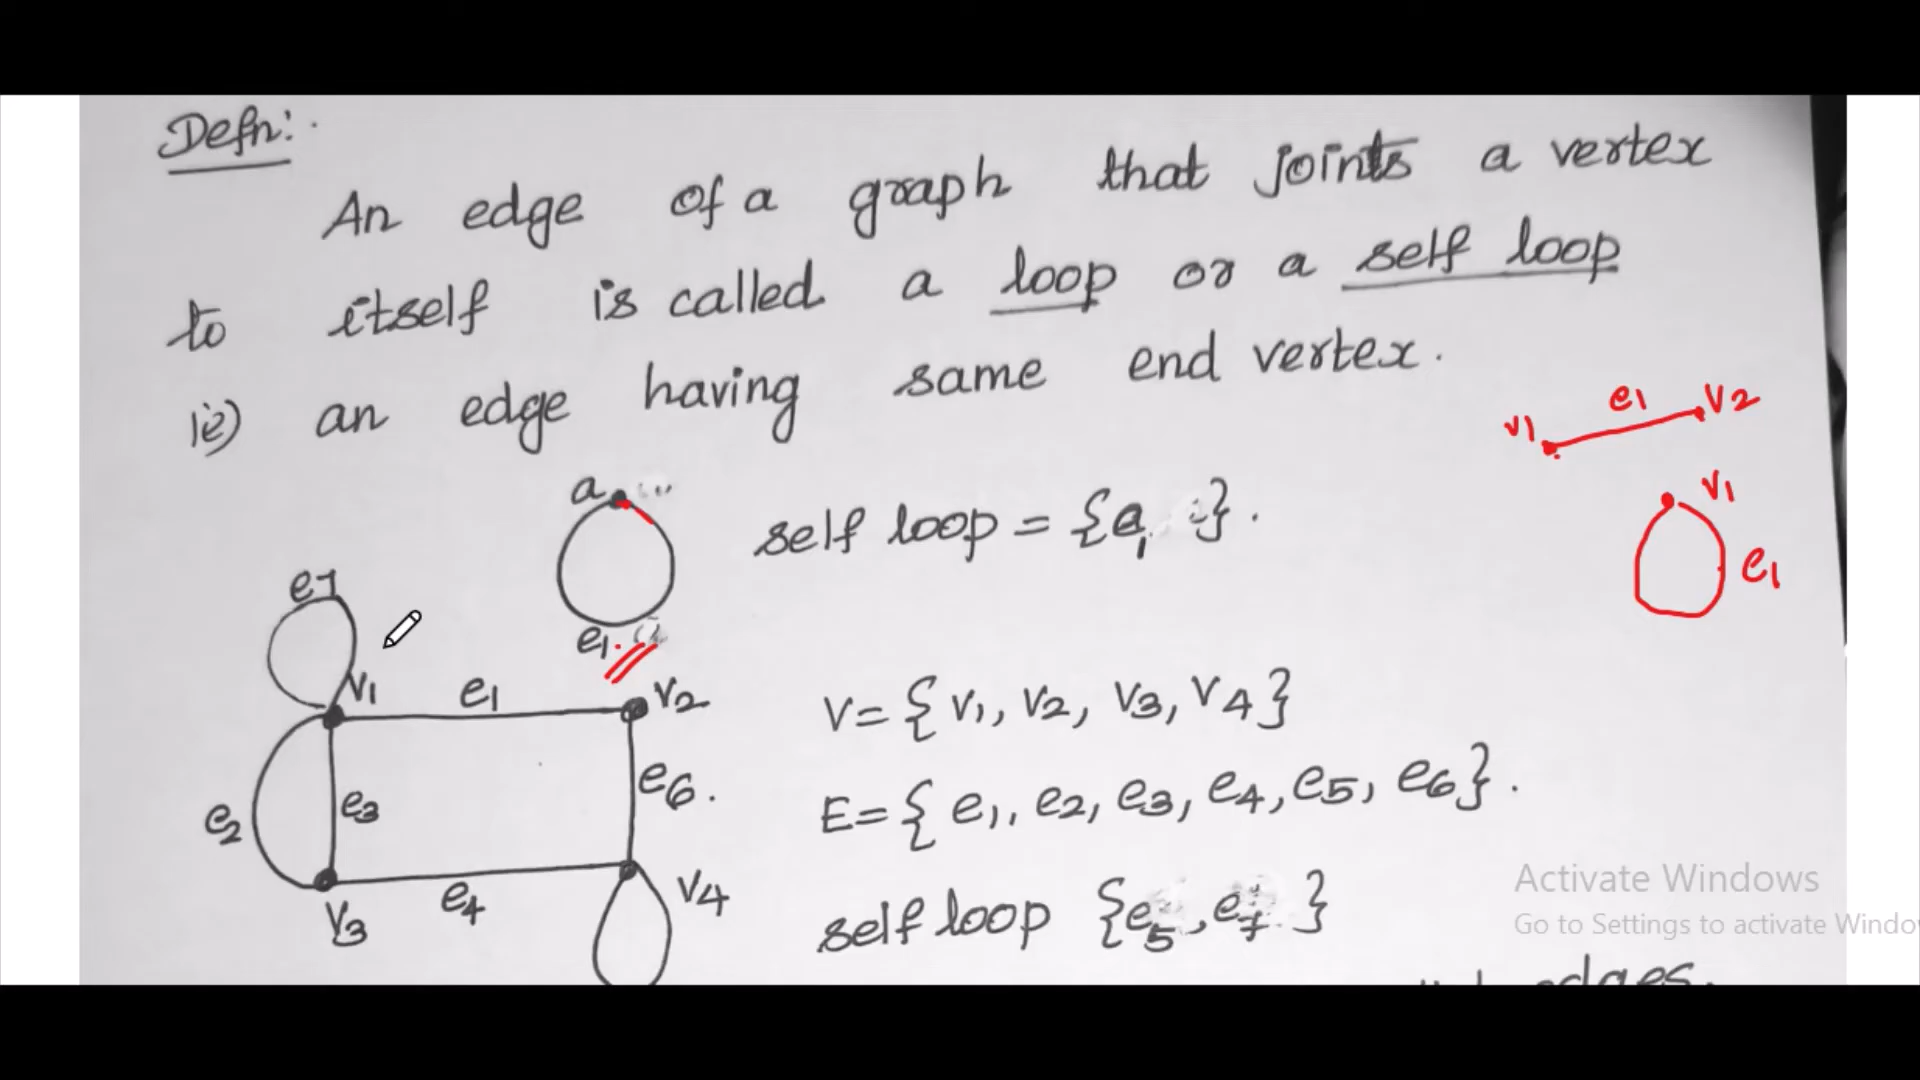 Defn:
An edge of a graph that joints a vertex
to itself is called a loop or a self loop
ie) an edge having same end vertex.
e1
v1 v2
a
self loop = {e1 }.
v1
e1
e1
e7
v1 e1 v2
V = { v1, v2, v3, v4 }
e6.
e2 e3
E = { e1, e2, e3, e4, e5, e6 }.
v3 e4 v4
self loop {e5, e7 }
edges.
Activate Windows
Go to Settings to activate Windo